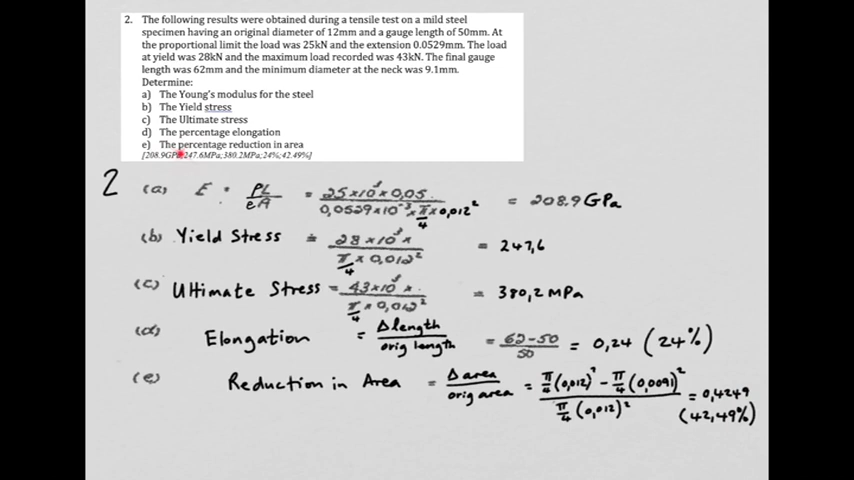 2. The following results were obtained during a tensile test on a mild steel
specimen having an original diameter of 12mm and a gauge length of 50mm. At
the proportional limit the load was 25kN and the extension 0.0529mm. The load
at yield was 28kN and the maximum load recorded was 43kN. The final gauge
length was 62mm and the minimum diameter at the neck was 9.1mm.
Determine:
a) The Young's modulus for the steel
b) The Yield stress
c) The Ultimate stress
d) The percentage elongation
e) The percentage reduction in area
[208.9GPa;247.6MPa;380.2MPa;24%;42.49%]
2 (a) E = PL/eA = 25×10³×0,05 / 0,0529×10⁻³×π/4×0,012² = 208.9 GPa
(b) Yield Stress = 28×10³× / π/4×0,012² = 247,6
(c) Ultimate Stress = 43×10³× / π/4×0,012² = 380,2 MPa
(d) Elongation = Δlength/orig length = 62-50/50 = 0,24 (24%)
(e) Reduction in Area = Δarea/orig area = π/4(0,012)² - π/4(0,0091)² / π/4(0,012)² = 0,4249
(42,49%)